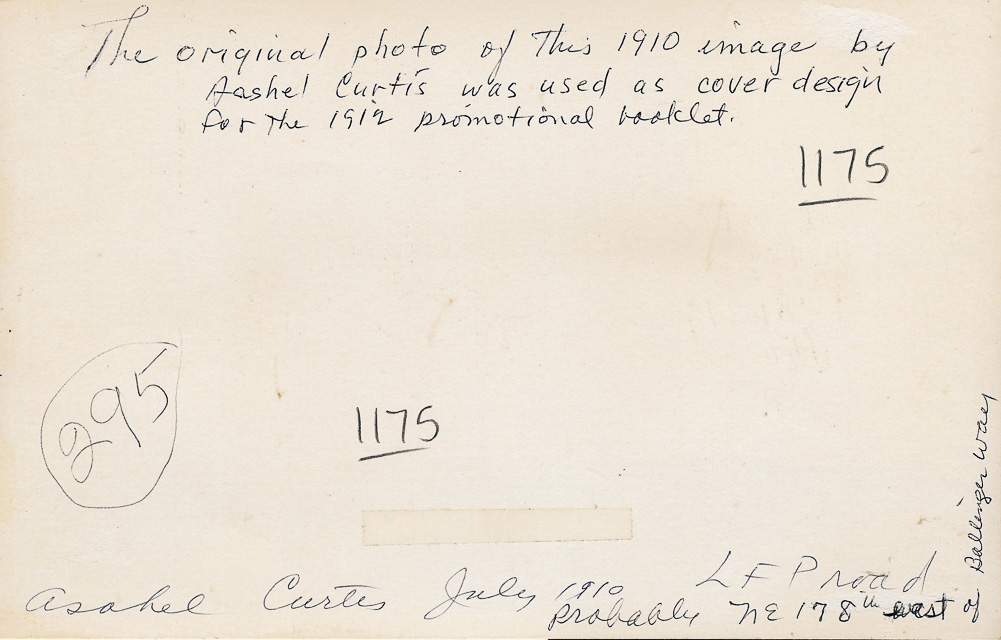 The original photo of This 1910 image by
Aashel Curtis was used as cover design
for The 1912 promotional booklet.
1175
295
1175
Asahel Curtis July 1910 LFP road
probably NE 178th west of Ballinger Way